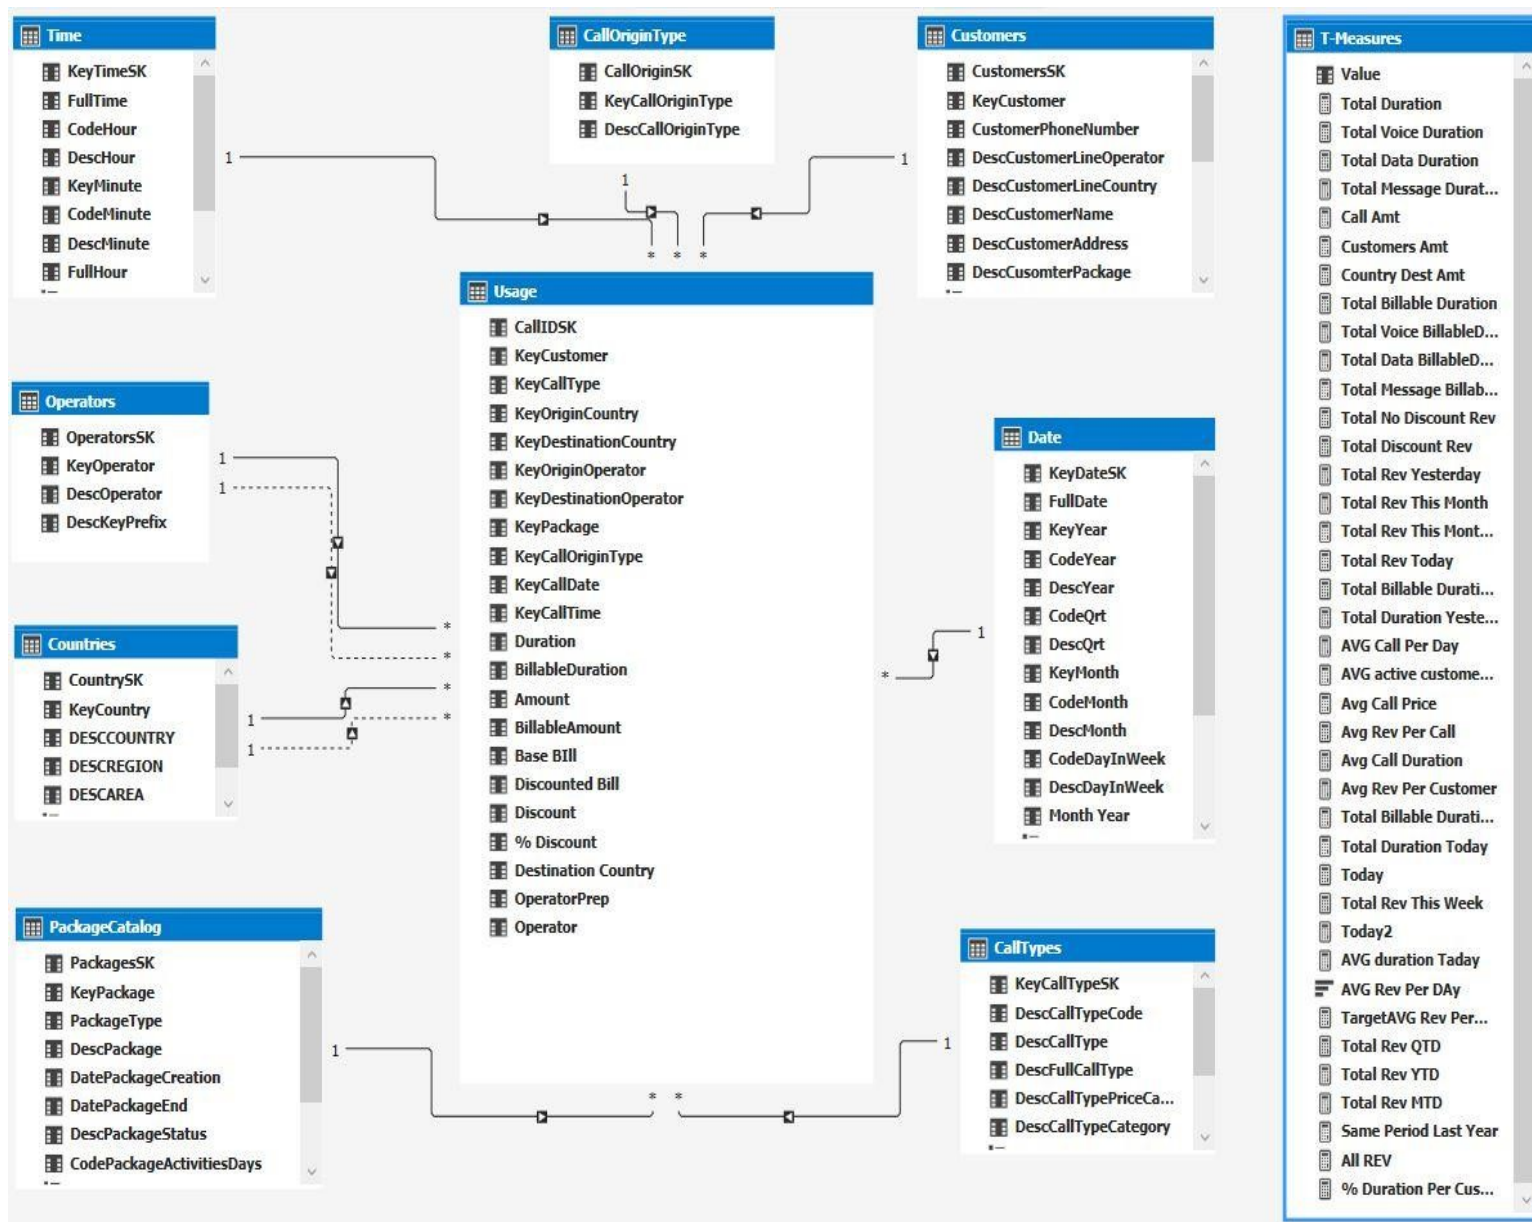 Time
KeyTimeSK
FullTime
CodeHour
DescHour
KeyMinute
CodeMinute
DescMinute
FullHour
1
CallOriginType
CallOriginSK
KeyCallOriginType
DescCallOriginType
1
Customers
CustomersSK
KeyCustomer
CustomerPhoneNumber
DescCustomerLineOperator
DescCustomerLineCountry
DescCustomerName
DescCustomerAddress
DescCusomterPackage
1
* * *
Operators
OperatorsSK
KeyOperator
DescOperator
DescKeyPrefix
1
1
*
*
Countries
CountrySK
KeyCountry
DESCCOUNTRY
DESCREGION
DESCAREA
1
1
*
*
PackageCatalog
PackagesSK
KeyPackage
PackageType
DescPackage
DatePackageCreation
DatePackageEnd
DescPackageStatus
CodePackageActivitiesDays
1
Usage
CallIDSK
KeyCustomer
KeyCallType
KeyOriginCountry
KeyDestinationCountry
KeyOriginOperator
KeyDestinationOperator
KeyPackage
KeyCallOriginType
KeyCallDate
KeyCallTime
Duration
BillableDuration
Amount
BillableAmount
Base BIll
Discounted Bill
Discount
% Discount
Destination Country
OperatorPrep
Operator
* *
Date
KeyDateSK
FullDate
KeyYear
CodeYear
DescYear
CodeQrt
DescQrt
KeyMonth
CodeMonth
DescMonth
CodeDayInWeek
DescDayInWeek
Month Year
1
*
CallTypes
KeyCallTypeSK
DescCallTypeCode
DescCallType
DescFullCallType
DescCallTypePriceCa...
DescCallTypeCategory
1
T-Measures
Value
Total Duration
Total Voice Duration
Total Data Duration
Total Message Durat...
Call Amt
Customers Amt
Country Dest Amt
Total Billable Duration
Total Voice BillableD...
Total Data BillableD...
Total Message Billab...
Total No Discount Rev
Total Discount Rev
Total Rev Yesterday
Total Rev This Month
Total Rev This Mont...
Total Rev Today
Total Billable Durati...
Total Duration Yeste...
AVG Call Per Day
AVG active custome...
Avg Call Price
Avg Rev Per Call
Avg Call Duration
Avg Rev Per Customer
Total Billable Durati...
Total Duration Today
Today
Total Rev This Week
Today2
AVG duration Taday
AVG Rev Per DAy
TargetAVG Rev Per...
Total Rev QTD
Total Rev YTD
Total Rev MTD
Same Period Last Year
All REV
% Duration Per Cus...